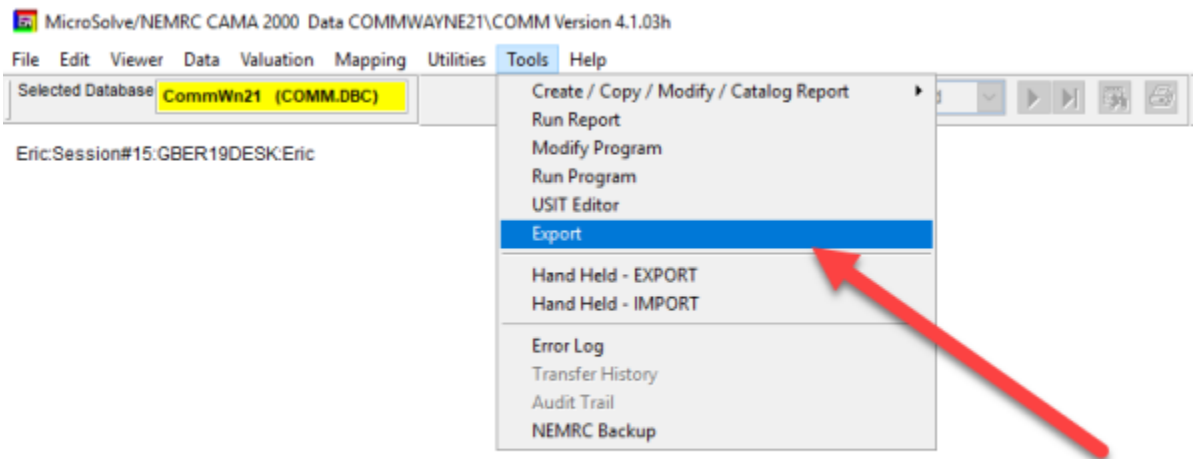 MicroSolve/NEMRC CAMA 2000 Data COMMWAYNE21\COMM Version 4.1.03h
File Edit Viewer Data Valuation Mapping Utilities Tools Help
Selected Database CommWn21 (COMM.DBC)
Eric:Session#15:GBER19DESK:Eric
Create / Copy / Modify / Catalog Report
Run Report
Modify Program
Run Program
USIT Editor
Export
Hand Held - EXPORT
Hand Held - IMPORT
Error Log
Transfer History
Audit Trail
NEMRC Backup